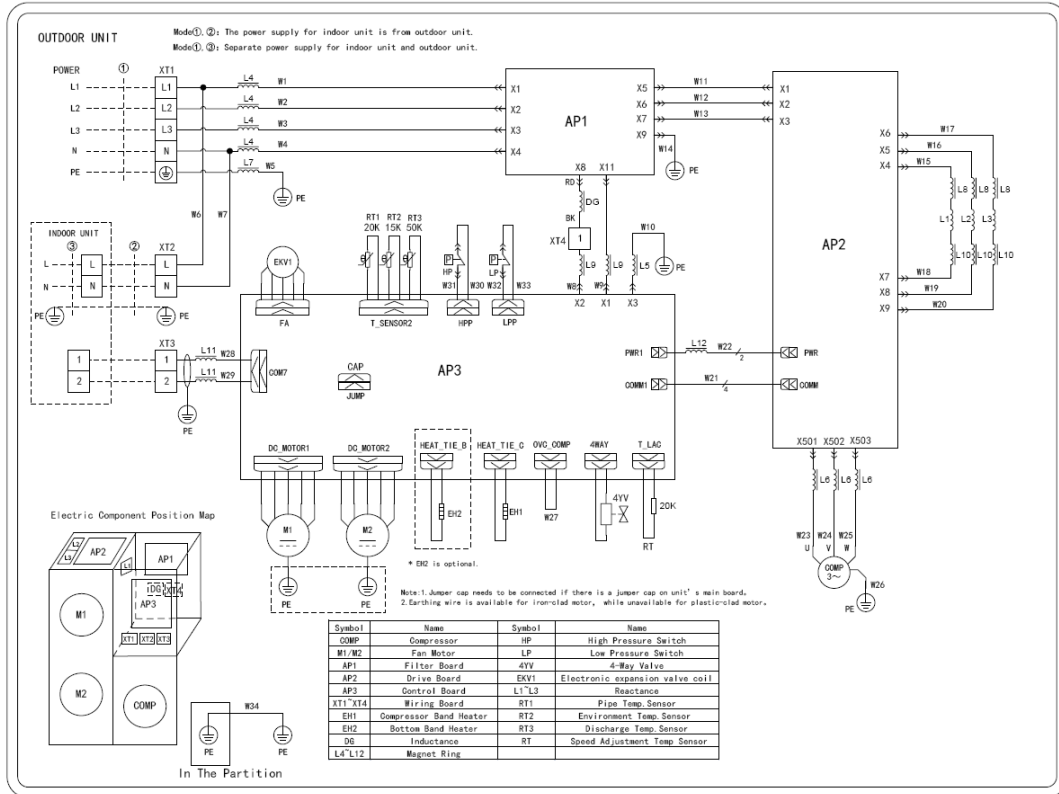 OUTDOOR UNIT
Mode①,②: The power supply for indoor unit is from outdoor unit.
Mode①,③: Separate power supply for indoor unit and outdoor unit.
POWER ① XT1
L1 L1 L4 W1 X1 X5 W11 X1
L2 L2 L4 W2 X2 X6 W12 X2
L3 L3 L4 W3 X3 X7 W13 X3
N N L4 W4 X4 X9
AP1
W14 PE
PE L7 W5 PE
X8 X11
RD
DG
BK
XT4 1
L9 L9 L5
W10 PE
W8 W9
X2 X1 X3
X6 W17
X5 W16
X4 W15
L8 L8 L8
L1 L2 L3
L10 L10 L10
AP2
X7 W18
X8 W19
X9 W20
W6 W7
INDOOR UNIT
③ ② XT2
L L L
N N N
PE PE
EKV1
FA
RT1 RT2 RT3
20K 15K 50K
θ θ θ
T_SENSOR2
P
HP
W31 W30
HPP
P
LP
W32 W33
LPP
XT3
1 1 L11 W28
2 2 L11 W29
COM7
PE
CAP
JUMP
AP3
PWR1 L12 W22 2 PWR
COMM1 W21 4 COMM
DC_MOTOR1 DC_MOTOR2 HEAT_TIE_B HEAT_TIE_C OVC_COMP 4WAY T_LAC
M1 M2 EH2 EH1 W27 4YV 20K
RT
PE PE
* EH2 is optional.
X501 X502 X503
L6 L6 L6
W23 W24 W25
U V W
COMP
3～
W26
PE
Note:1.Jumper cap needs to be connected if there is a jumper cap on unit's main board.
2.Earthing wire is available for iron-clad motor, while unavailable for plastic-clad motor.
Electric Component Position Map
L2
L3
AP2
L1
AP1
DG XT4
AP3
M1
XT1 XT2 XT3
M2
COMP
W34
PE PE
In The Partition
Symbol Name Symbol Name
COMP Compressor HP High Pressure Switch
M1/M2 Fan Motor LP Low Pressure Switch
AP1 Filter Board 4YV 4-Way Valve
AP2 Drive Board EKV1 Electronic expansion valve coil
AP3 Control Board L1~L3 Reactance
XT1~XT4 Wiring Board RT1 Pipe Temp.Sensor
EH1 Compressor Band Heater RT2 Environment Temp.Sensor
EH2 Bottom Band Heater RT3 Discharge Temp.Sensor
DG Inductance RT Speed Adjustment Temp Sensor
L4~L12 Magnet Ring